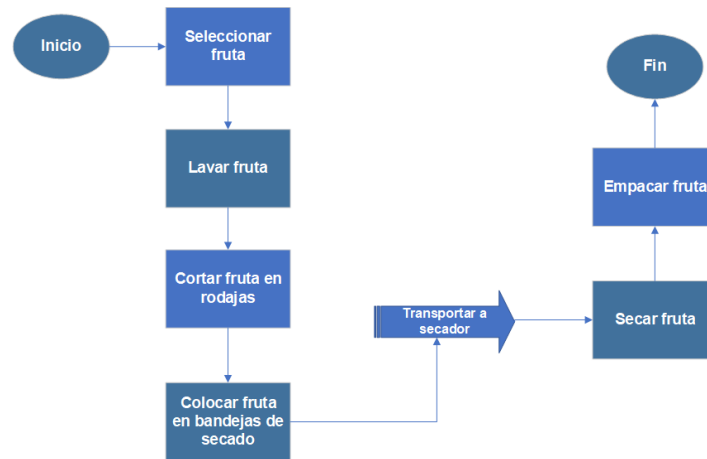 Inicio
Seleccionar
fruta
Lavar fruta
Cortar fruta en
rodajas
Colocar fruta
en bandejas de
secado
Transportar a
secador
Secar fruta
Empacar fruta
Fin